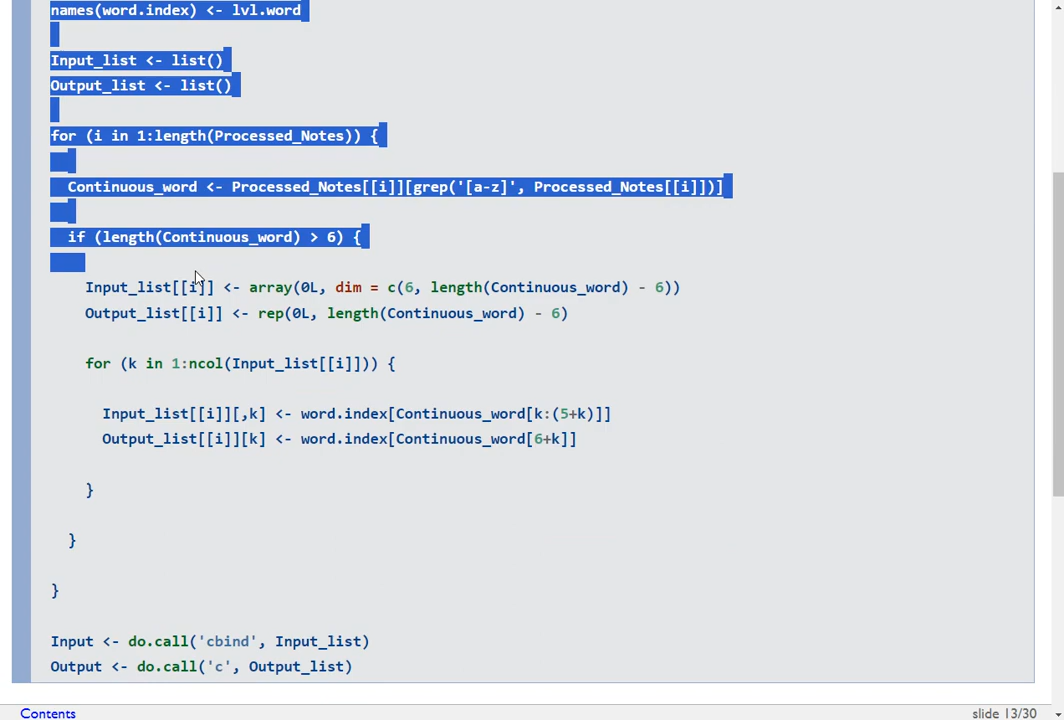 names(word.index) <- lvl.word
Input_list <- list()
Output_list <- list()
for (i in 1:length(Processed_Notes)) {
Continuous_word <- Processed_Notes[[i]][grep('[a-z]', Processed_Notes[[i]])]
if (length(Continuous_word) > 6) {
Input_list[[i]] <- array(0L, dim = c(6, length(Continuous_word) - 6))
Output_list[[i]] <- rep(0L, length(Continuous_word) - 6)
for (k in 1:ncol(Input_list[[i]])) {
Input_list[[i]][,k] <- word.index[Continuous_word[k:(5+k)]]
Output_list[[i]][k] <- word.index[Continuous_word[6+k]]
}
}
}
Input <- do.call('cbind', Input_list)
Output <- do.call('c', Output_list)
Contents
slide 13/30